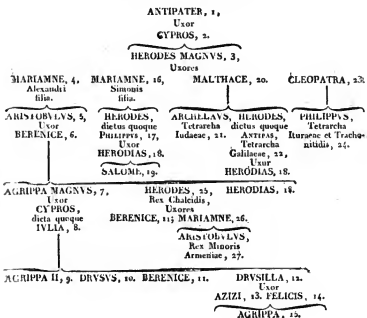 ANTIPATER, 1,
Uxor
CYPROS, 2.
HERODES MAGNVS, 3,
Uxores
MARIAMNE, 4. MARIAMNE, 16, MALTHACE, 20. CLEOPATRA, 23.
Alexandri Simonis
filia. filia.
ARISTOBVLVS, 5, HERODES, ARCHELAVS, HERODES, PHILIPPVS,
Uxor dictus quoque Tetrarcha dictus quoque Tetrarcha
BERENICE, 6. PHILIPPVS, 17, Iudaeae, 21. ANTIPAS, Ituraeae et Tracho-
Uxor Tetrarcha nitidis, 24.
HERODIAS, 18. Galilaeae, 22,
SALOME, 19. Uxur
HERODIAS, 18.
AGRIPPA MAGNVS, 7, HERODES, 25, HERODIAS, 18.
Uxor Rex Chalcidis,
CYPROS, Uxores
dicta quoque BERENICE, 11; MARIAMNE, 26.
IVLIA, 8. ARISTOBVLVS,
Rex Minoris
Armeniae, 27.
AGRIPPA II, 9. DRVSVS, 10. BERENICE, 11. DRVSILLA, 12.
Uxor
AZIZI, 13. FELICIS, 14.
AGRIPPA, 15.